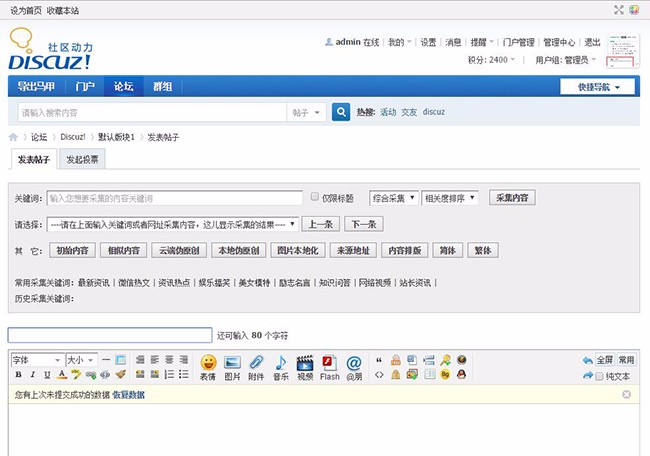 设为首页 收藏本站
社区动力
DISCUZ!
admin 在线 | 我的 | 设置 | 消息 | 提醒 | 门户管理 | 管理中心 | 退出
积分: 2400 | 用户组: 管理员
导出马甲 门户 论坛 群组 快捷导航
请输入搜索内容 帖子 热搜: 活动 交友 discuz
论坛 › Discuz! › 默认版块1 › 发表帖子
发表帖子 发起投票
关键词: 输入您想要采集的内容关键词 仅限标题 综合采集 相关度排序 采集内容
请选择: ----请在上面输入关键词或者网址采集内容，这儿显示采集的结果---- 上一条 下一条
其 它: 初始内容 相似内容 云端伪原创 本地伪原创 图片本地化 来源地址 内容排版 简体 繁体
常用采集关键词: 最新资讯 | 微信热文 | 资讯热点 | 娱乐搞笑 | 美女模特 | 励志名言 | 知识问答 | 网络视频 | 站长资讯 |
历史采集关键词:
还可输入 80 个字符
字体 大小 全屏 常用
B I U A 表情 图片 附件 音乐 视频 Flash @朋 Bg 纯文本
您有上次未提交成功的数据 恢复数据